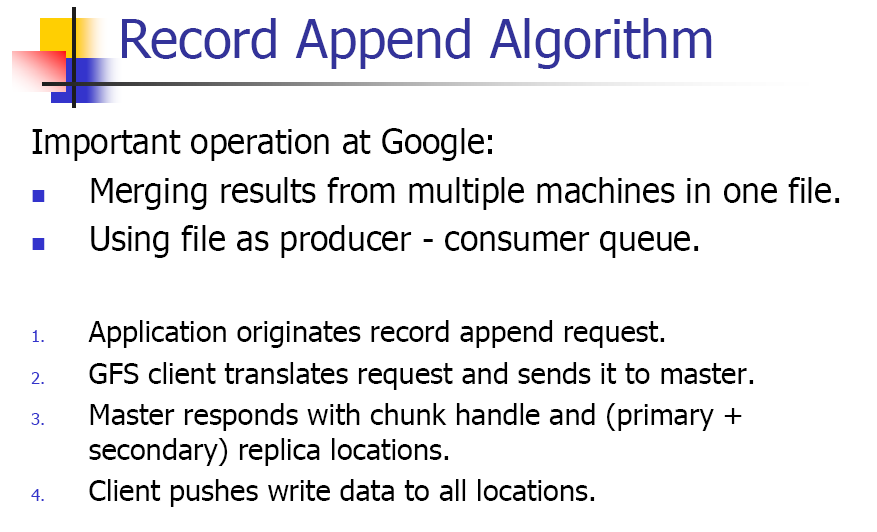 Record Append Algorithm
Important operation at Google:
Merging results from multiple machines in one file.
Using file as producer - consumer queue.
1. Application originates record append request.
2. GFS client translates request and sends it to master.
3. Master responds with chunk handle and (primary +
secondary) replica locations.
4. Client pushes write data to all locations.